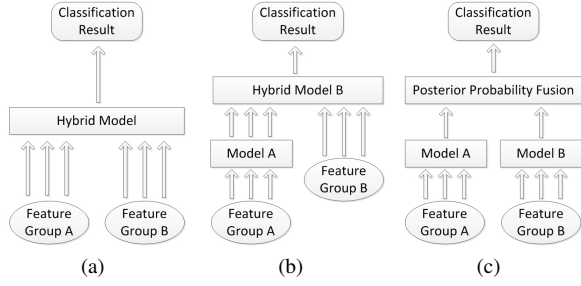 Classification
Result
Hybrid Model
Feature
Group A
Feature
Group B
(a)
Classification
Result
Hybrid Model B
Model A
Feature
Group B
Feature
Group A
(b)
Classification
Result
Posterior Probability Fusion
Model A
Model B
Feature
Group A
Feature
Group B
(c)